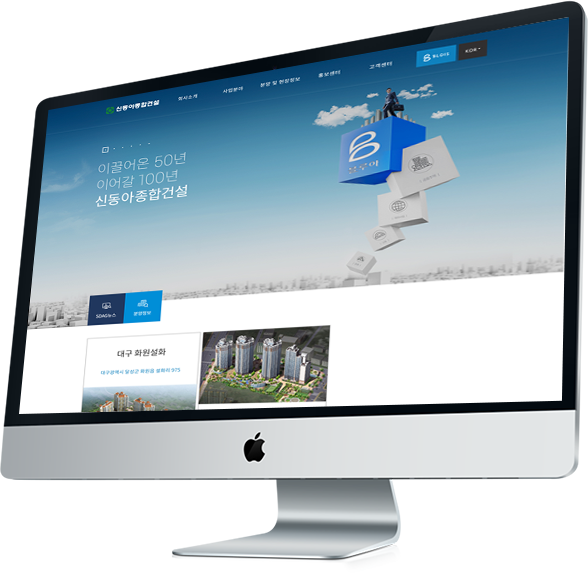 신동아종합건설
회사소개
사업분야
분양 및 현장정보
홍보센터
고객센터
KOR
이끌어온 50년
이어갈 100년
신동아종합건설
SDAG뉴스
분양정보
대구 화원설화
대구광역시 달성군 화원읍 설화리 975